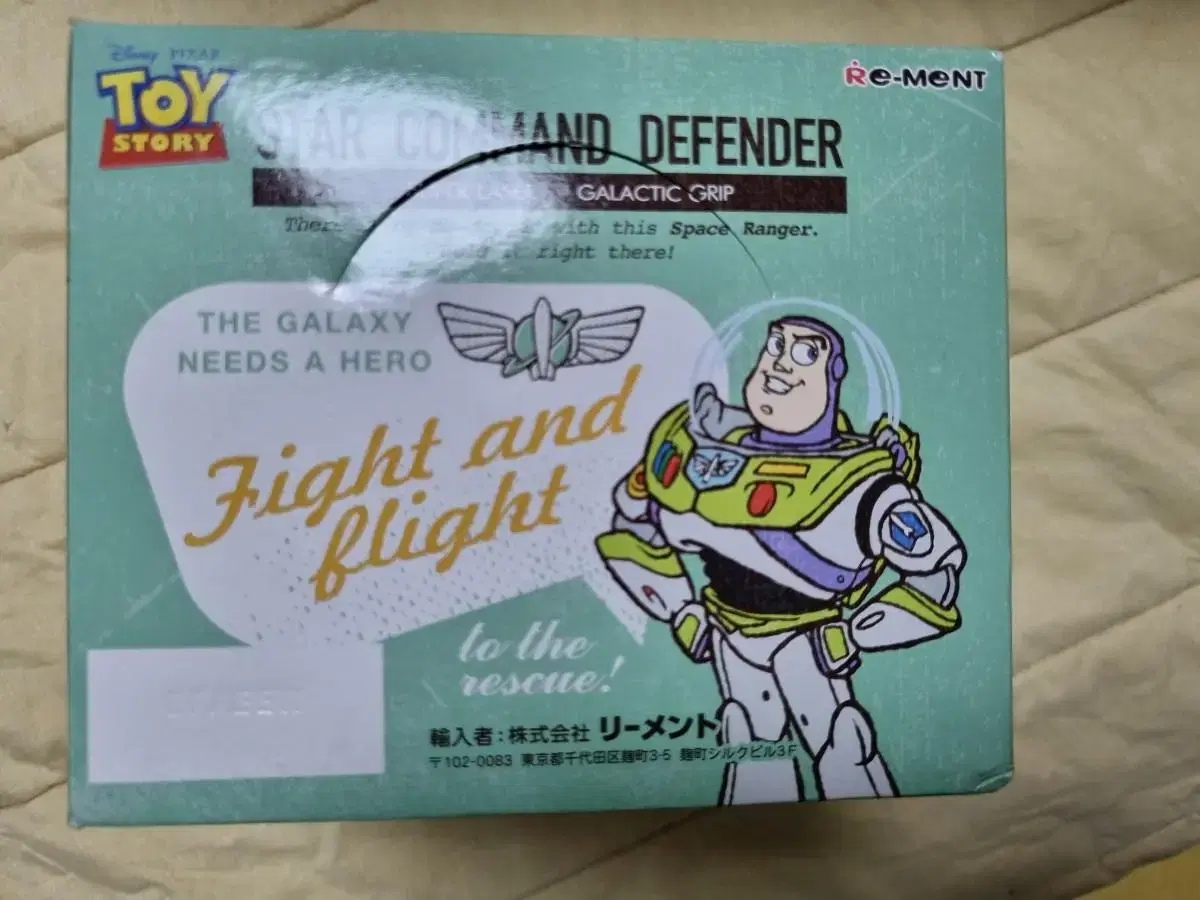 Disney PIXAR
TOY
STORY
Re-MENT
STAR COMMAND DEFENDER
LASER GALACTIC GRIP
with this Space Ranger.
right there!
THE GALAXY
NEEDS A HERO
Fight and
flight
to the
rescue!
輸入者:株式会社 リーメント
〒102-0083 東京都千代田区麹町3-5 麹町シルクビル3F